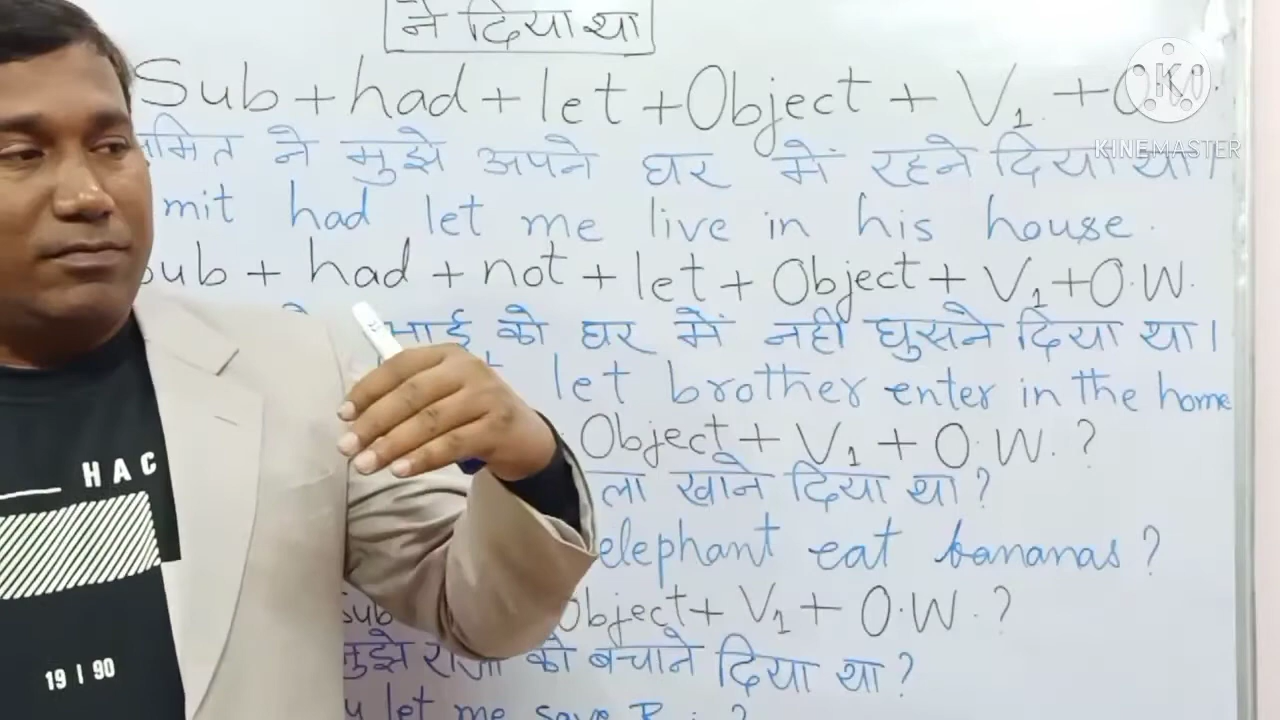 ने दिया था
Sub + had + let + Object + V1 +
ने मुझे अपने घर में रहने दिया था।
mit had let me live in his house.
Sub + had + not + let + Object + V1 + O.W.
को घर में नहीं घुसने दिया था।
let brother enter in the home
Object + V1 + O.W. ?
ला खाने दिया था ?
elephant eat bananas ?
Sub Object + V1 + O.W. ?
मुझे राजा को बचाने दिया था ?
let me save ?
HAC
19 | 90
KINEMASTER